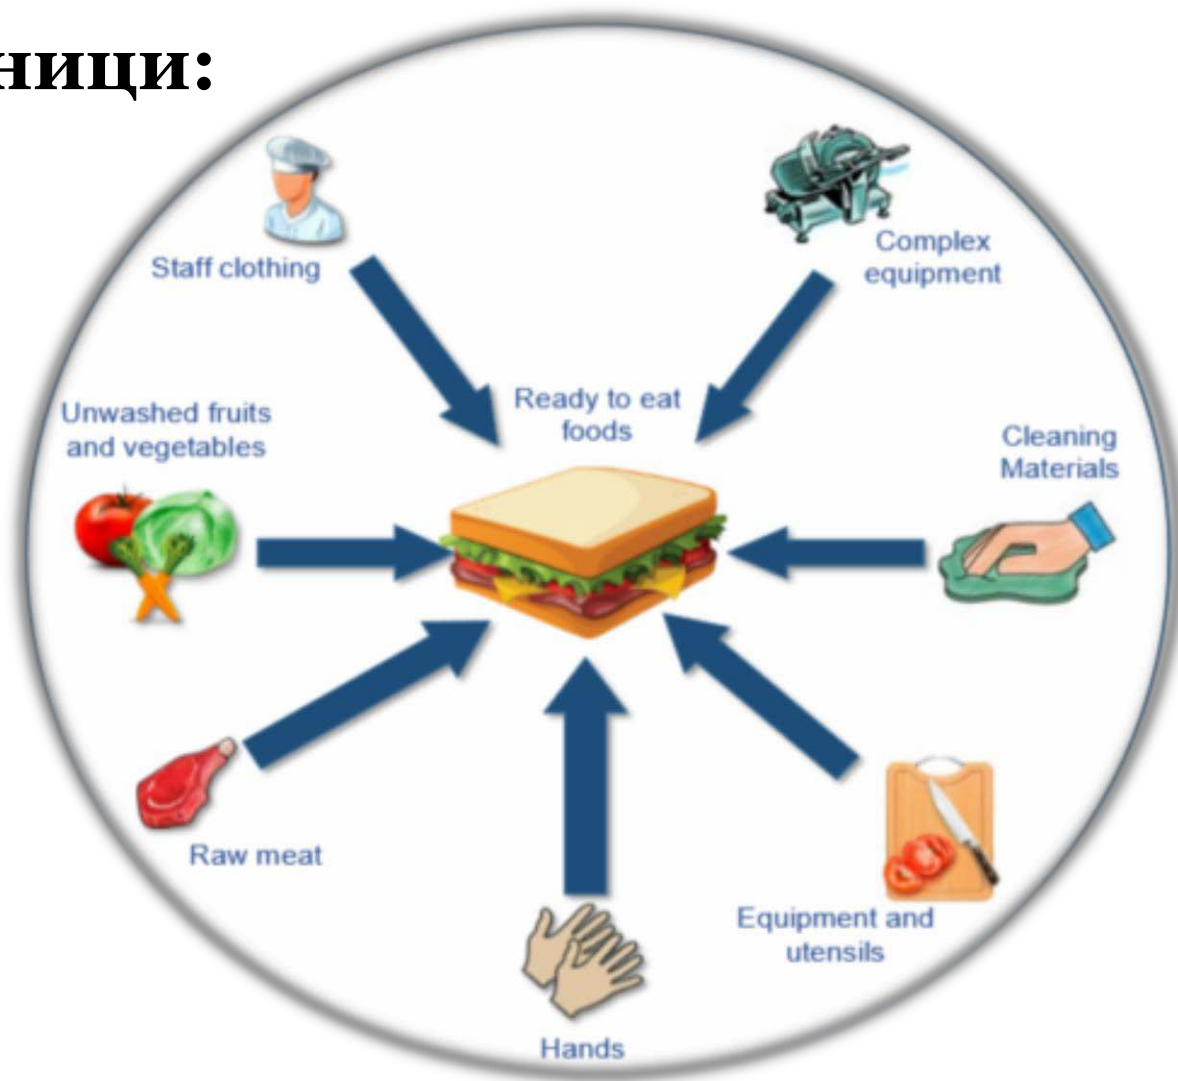 ници:
Staff clothing
Complex
equipment
Ready to eat
foods
Unwashed fruits
and vegetables
Cleaning
Materials
Raw meat
Equipment and
utensils
Hands